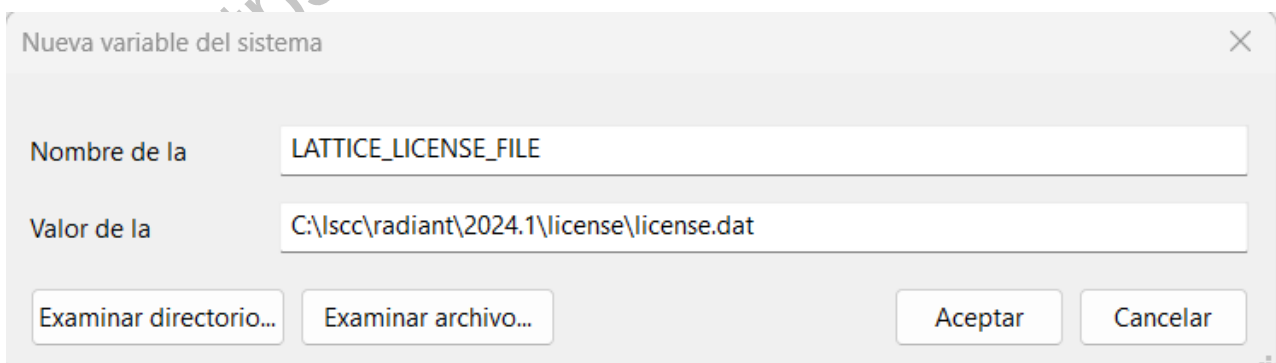 Nueva variable del sistema
Nombre de la LATTICE_LICENSE_FILE
Valor de la C:\lscc\radiant\2024.1\license\license.dat
Examinar directorio... Examinar archivo... Aceptar Cancelar